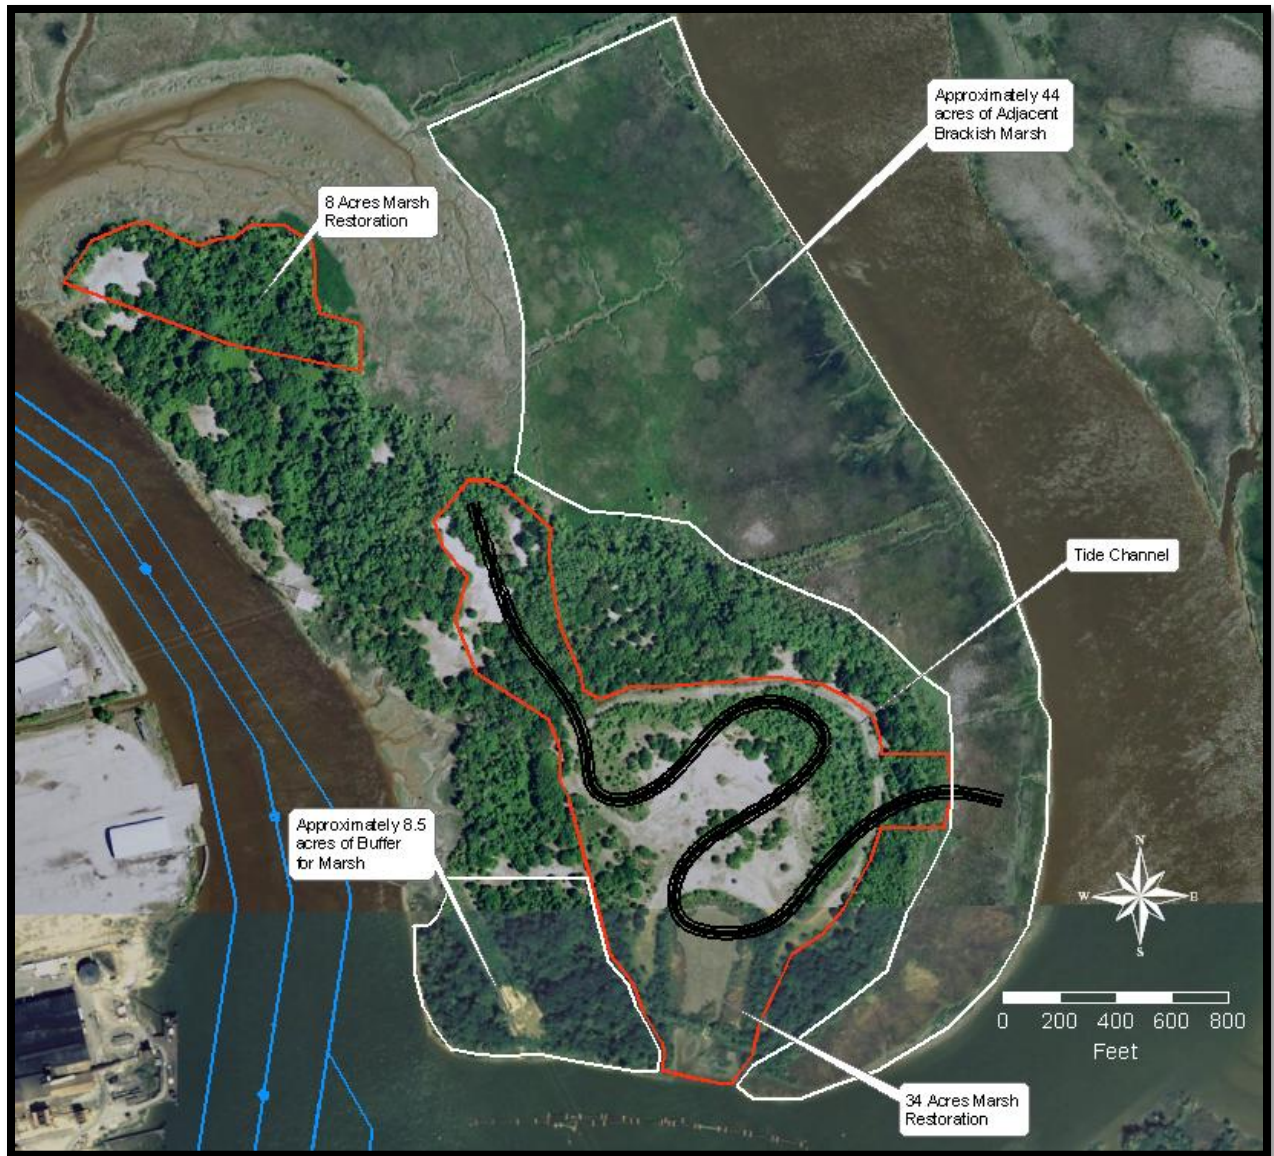 Approximately 44
acres of Adjacent
Brackish Marsh
8 Acres Marsh
Restoration
Tide Channel
Approximately 8.5
acres of Buffer
for Marsh
N
W
E
S
0 200 400 600 800
Feet
34 Acres Marsh
Restoration